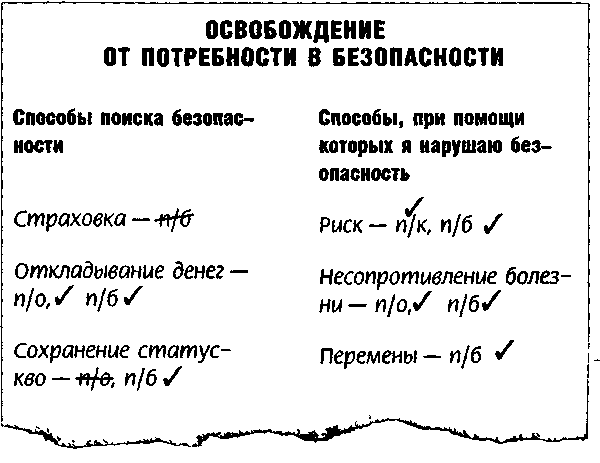 ОСВОБОЖДЕНИЕ
ОТ ПОТРЕБНОСТИ В БЕЗОПАСНОСТИ
Способы поиска безопас-
ности
Страховка — п/б
Откладывание денег —
п/о, ✓ п/б ✓
Сохранение статус-
кво — п/о, п/б ✓
Способы, при помощи
которых я нарушаю без-
опасность
Риск — п/к, ✓ п/б ✓
Несопротивление болез-
ни — п/о, ✓ п/б ✓
Перемены — п/б ✓